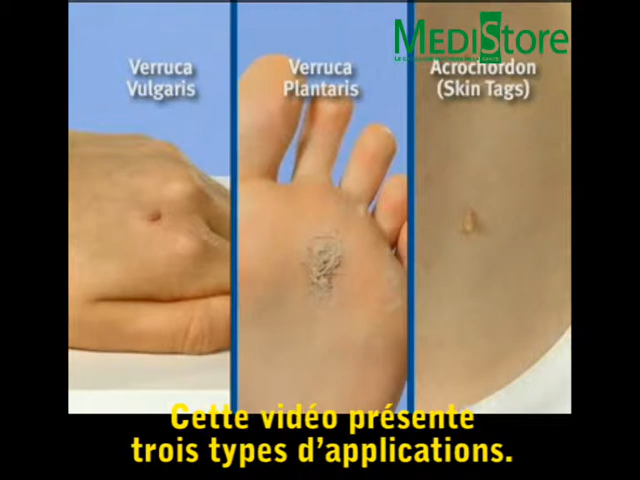 MEDISTORE
Verruca
Vulgaris
Verruca
Plantaris
Acrochordon
(Skin Tags)
Cette vidéo présente
trois types d'applications.